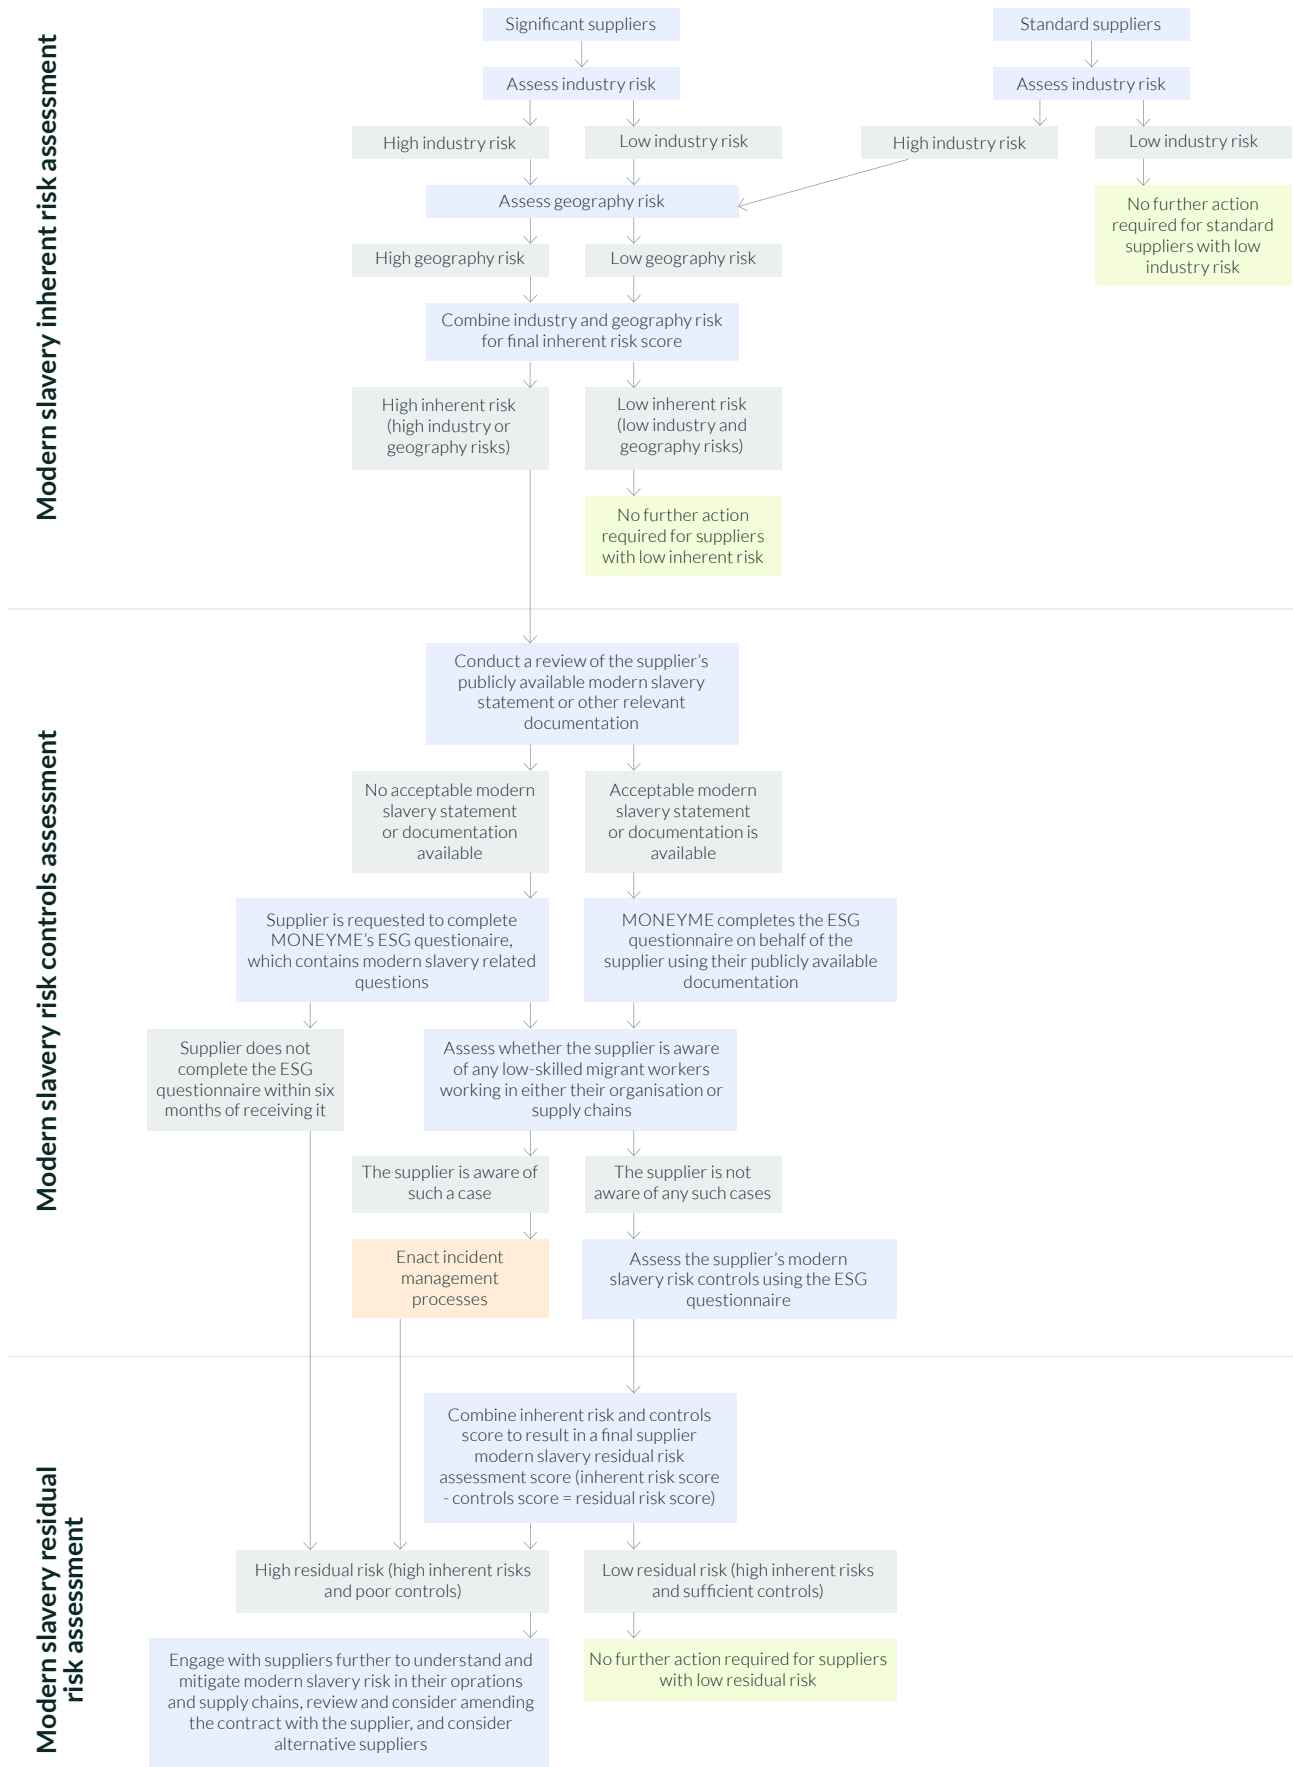 Modern slavery inherent risk assessment
Significant suppliers
Standard suppliers
Assess industry risk
Assess industry risk
High industry risk
Low industry risk
High industry risk
Low industry risk
Assess geography risk
No further action
required for standard
suppliers with low
industry risk
High geography risk
Low geography risk
Combine industry and geography risk
for final inherent risk score
High inherent risk
(high industry or
geography risks)
Low inherent risk
(low industry and
geography risks)
No further action
required for suppliers
with low inherent risk
Modern slavery risk controls assessment
Conduct a review of the supplier’s
publicly available modern slavery
statement or other relevant
documentation
No acceptable modern
slavery statement
or documentation
available
Acceptable modern
slavery statement
or documentation is
available
Supplier is requested to complete
MONEYME’s ESG questionaire,
which contains modern slavery related
questions
MONEYME completes the ESG
questionnaire on behalf of the
supplier using their publicly available
documentation
Supplier does not
complete the ESG
questionnaire within six
months of receiving it
Assess whether the supplier is aware
of any low-skilled migrant workers
working in either their organisation or
supply chains
The supplier is aware of
such a case
The supplier is not
aware of any such cases
Enact incident
management
processes
Assess the supplier’s modern
slavery risk controls using the ESG
questionnaire
Modern slavery residual
risk assessment
Combine inherent risk and controls
score to result in a final supplier
modern slavery residual risk
assessment score (inherent risk score
- controls score = residual risk score)
High residual risk (high inherent risks
and poor controls)
Low residual risk (high inherent risks
and sufficient controls)
Engage with suppliers further to understand and
mitigate modern slavery risk in their oprations
and supply chains, review and consider amending
the contract with the supplier, and consider
alternative suppliers
No further action required for suppliers
with low residual risk